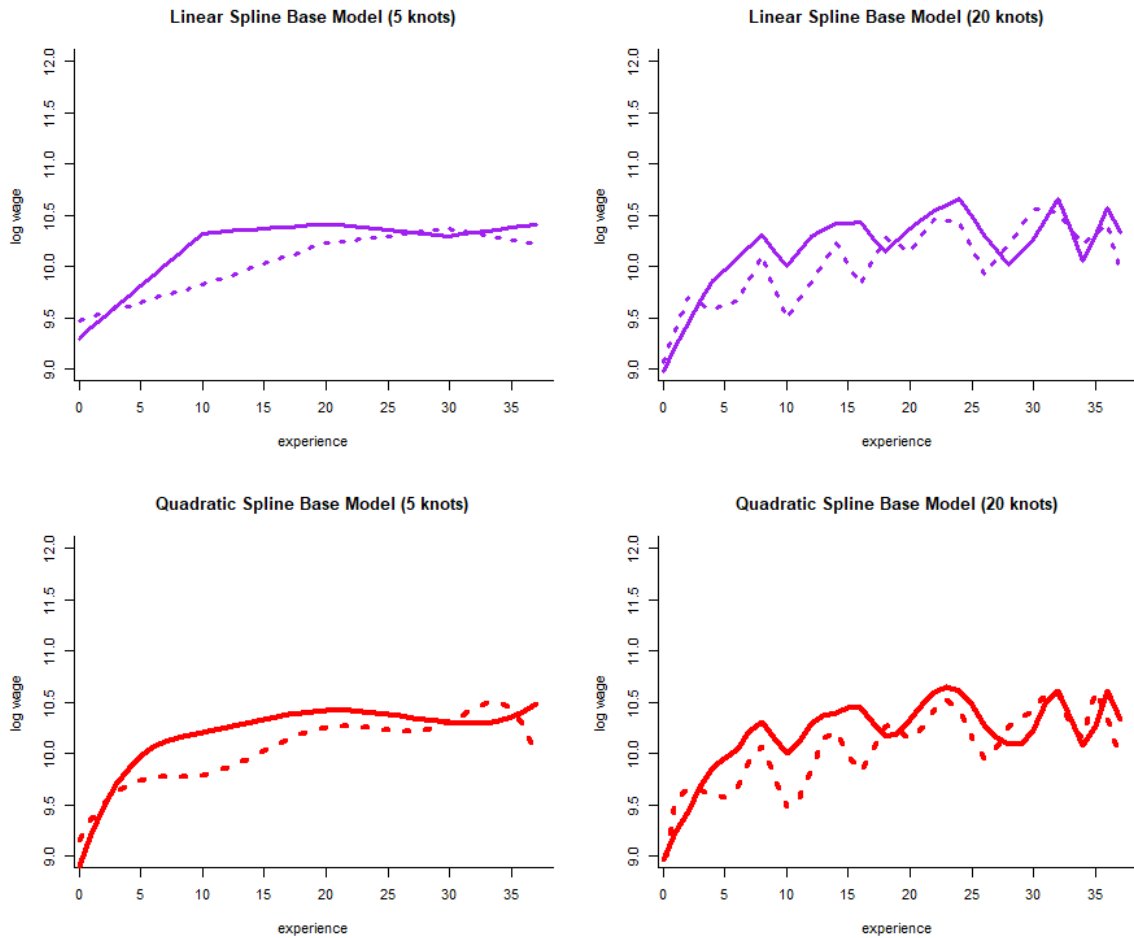 Linear Spline Base Model (5 knots)
log wage
12.0
11.5
11.0
10.5
10.0
9.5
9.0
0 5 10 15 20 25 30 35
experience
Linear Spline Base Model (20 knots)
log wage
12.0
11.5
11.0
10.5
10.0
9.5
9.0
0 5 10 15 20 25 30 35
experience
Quadratic Spline Base Model (5 knots)
log wage
12.0
11.5
11.0
10.5
10.0
9.5
9.0
0 5 10 15 20 25 30 35
experience
Quadratic Spline Base Model (20 knots)
log wage
12.0
11.5
11.0
10.5
10.0
9.5
9.0
0 5 10 15 20 25 30 35
experience